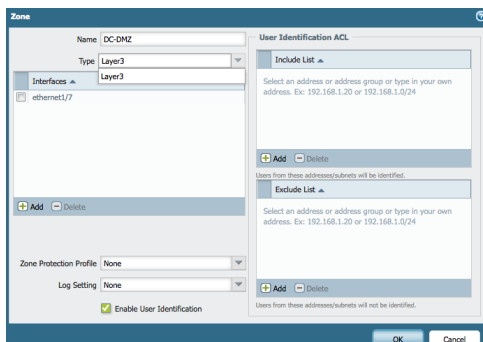 Zone
Name DC-DMZ
Type Layer3
Layer3
Interfaces
ethernet1/7
Add Delete
Zone Protection Profile None
Log Setting None
Enable User Identification
User Identification ACL
Include List
Select an address or address group or type in your own
address. Ex: 192.168.1.20 or 192.168.1.0/24
Add Delete
Users from these addresses/subnets will be identified.
Exclude List
Select an address or address group or type in your own
address. Ex: 192.168.1.20 or 192.168.1.0/24
Add Delete
Users from these addresses/subnets will not be identified.
OK Cancel